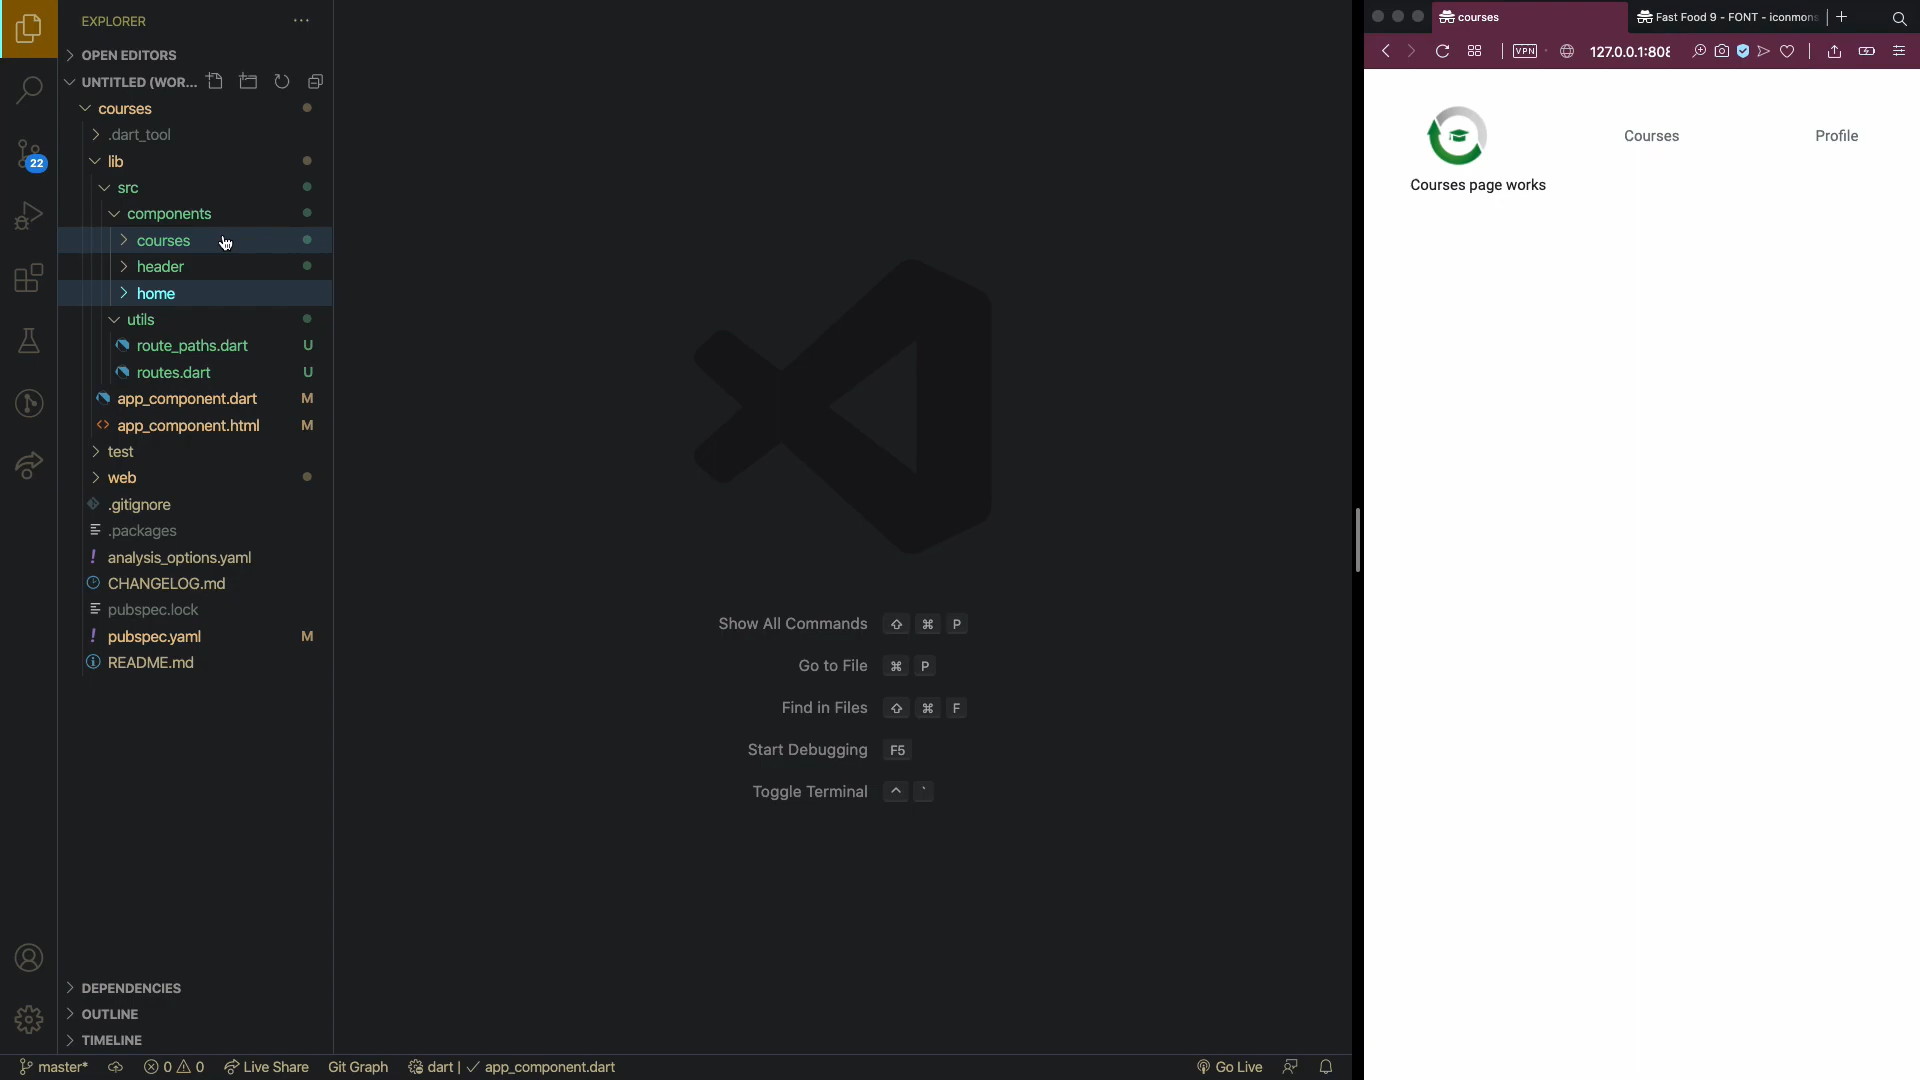 EXPLORER
OPEN EDITORS
UNTITLED (WOR...
courses
.dart_tool
lib
src
components
courses
header
home
utils
route_paths.dart U
routes.dart U
app_component.dart M
app_component.html M
test
web
.gitignore
.packages
analysis_options.yaml
CHANGELOG.md
pubspec.lock
pubspec.yaml M
README.md
DEPENDENCIES
OUTLINE
TIMELINE
22
Show All Commands ⇧ ⌘ P
Go to File ⌘ P
Find in Files ⇧ ⌘ F
Start Debugging F5
Toggle Terminal ^ `
master* 0 0 Live Share Git Graph dart | ✓ app_component.dart Go Live
courses
Fast Food 9 - FONT - iconmons
VPN 127.0.0.1:808
Courses Profile
Courses page works